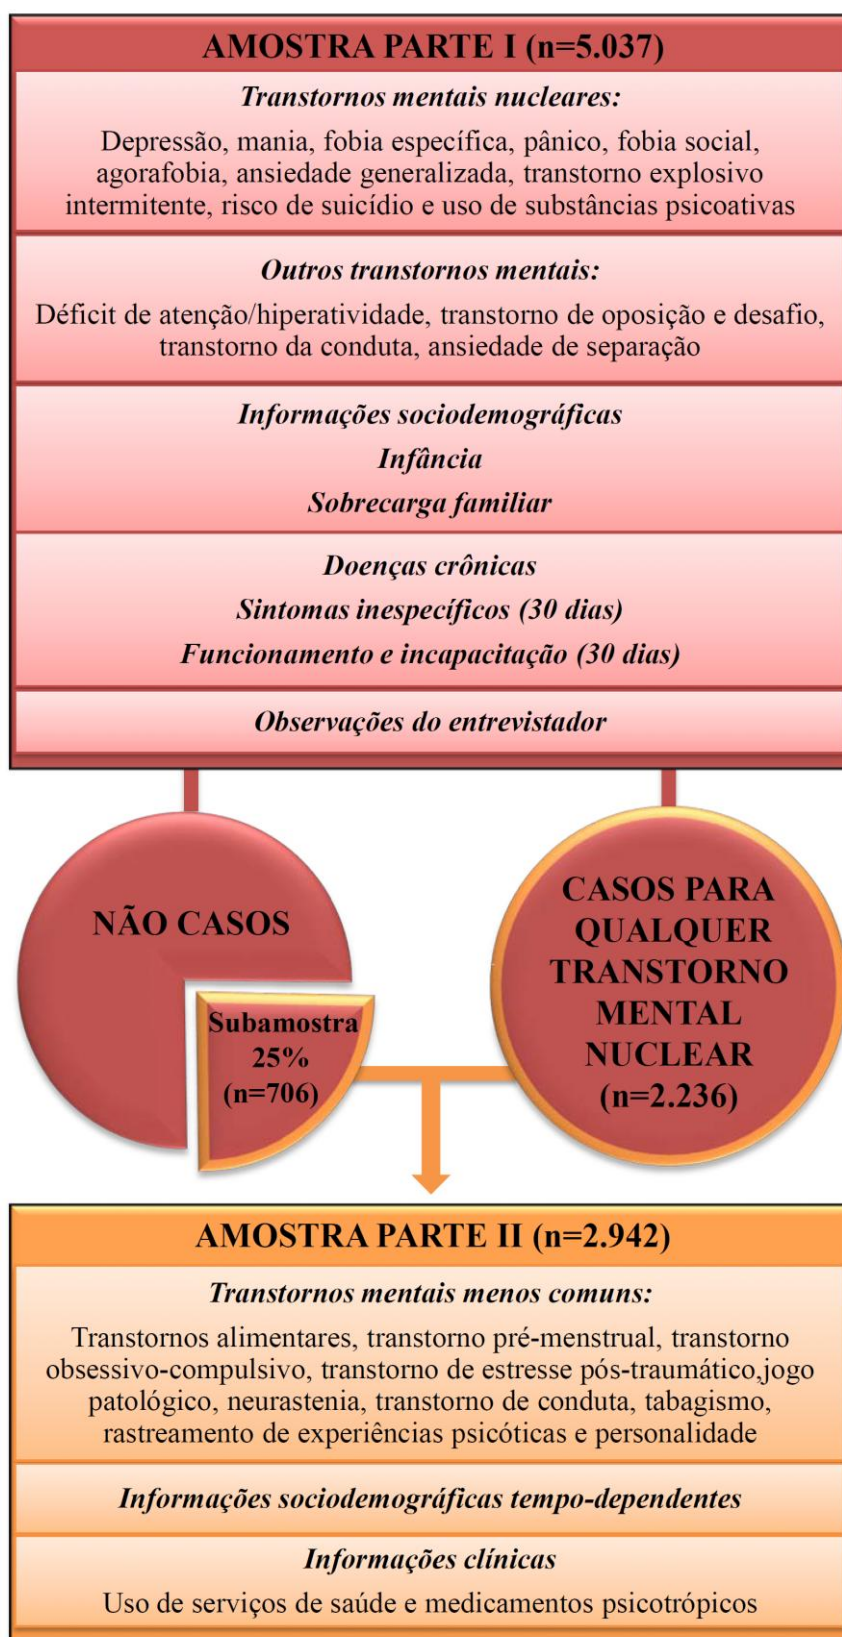 AMOSTRA PARTE I (n=5.037)
Transtornos mentais nucleares:
Depressão, mania, fobia específica, pânico, fobia social,
agorafobia, ansiedade generalizada, transtorno explosivo
intermitente, risco de suicídio e uso de substâncias psicoativas
Outros transtornos mentais:
Déficit de atenção/hiperatividade, transtorno de oposição e desafio,
transtorno da conduta, ansiedade de separação
Informações sociodemográficas
Infância
Sobrecarga familiar
Doenças crônicas
Sintomas inespecíficos (30 dias)
Funcionamento e incapacitação (30 dias)
Observações do entrevistador
NÃO CASOS
Subamostra
25%
(n=706)
CASOS PARA
QUALQUER
TRANSTORNO
MENTAL
NUCLEAR
(n=2.236)
AMOSTRA PARTE II (n=2.942)
Transtornos mentais menos comuns:
Transtornos alimentares, transtorno pré-menstrual, transtorno
obsessivo-compulsivo, transtorno de estresse pós-traumático,jogo
patológico, neurastenia, transtorno de conduta, tabagismo,
rastreamento de experiências psicóticas e personalidade
Informações sociodemográficas tempo-dependentes
Informações clínicas
Uso de serviços de saúde e medicamentos psicotrópicos